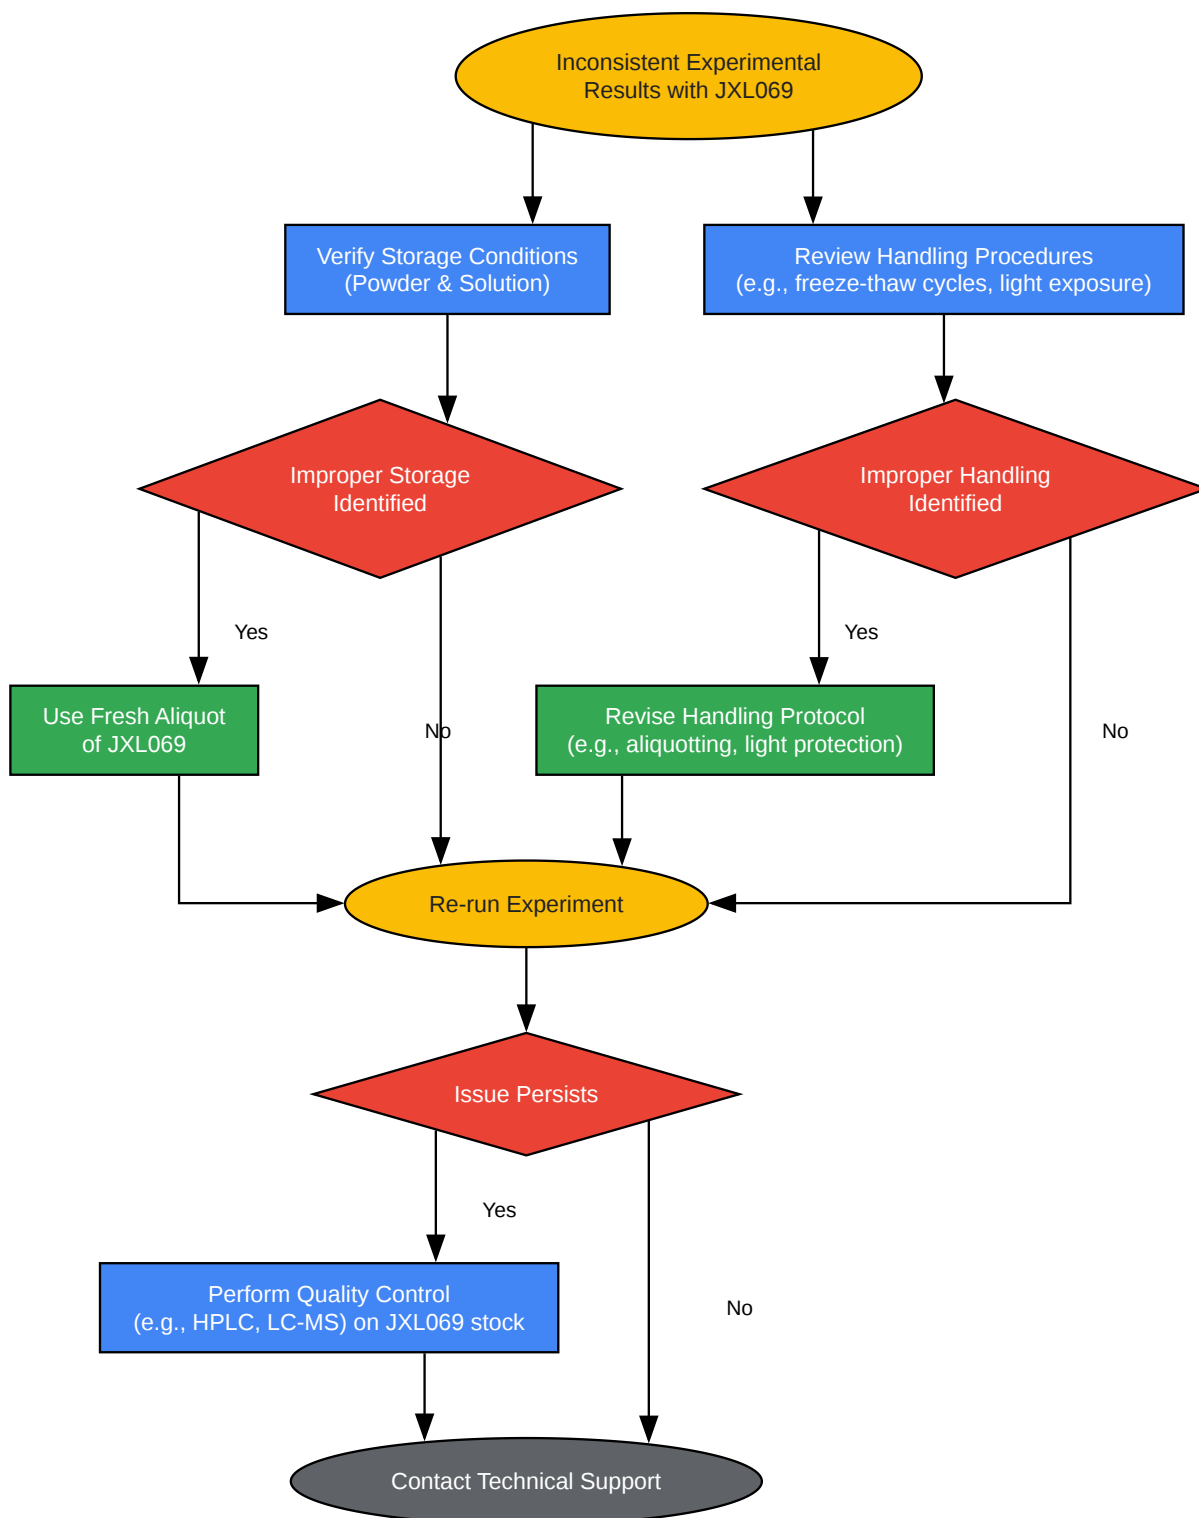 Inconsistent Experimental
Results with JXL069
Verify Storage Conditions
(Powder & Solution)
Review Handling Procedures
(e.g., freeze-thaw cycles, light exposure)
Improper Storage
Identified
Improper Handling
Identified
Yes
Yes
Use Fresh Aliquot
of JXL069
No
Revise Handling Protocol
(e.g., aliquotting, light protection)
No
Re-run Experiment
Issue Persists
Yes
Perform Quality Control
(e.g., HPLC, LC-MS) on JXL069 stock
No
Contact Technical Support